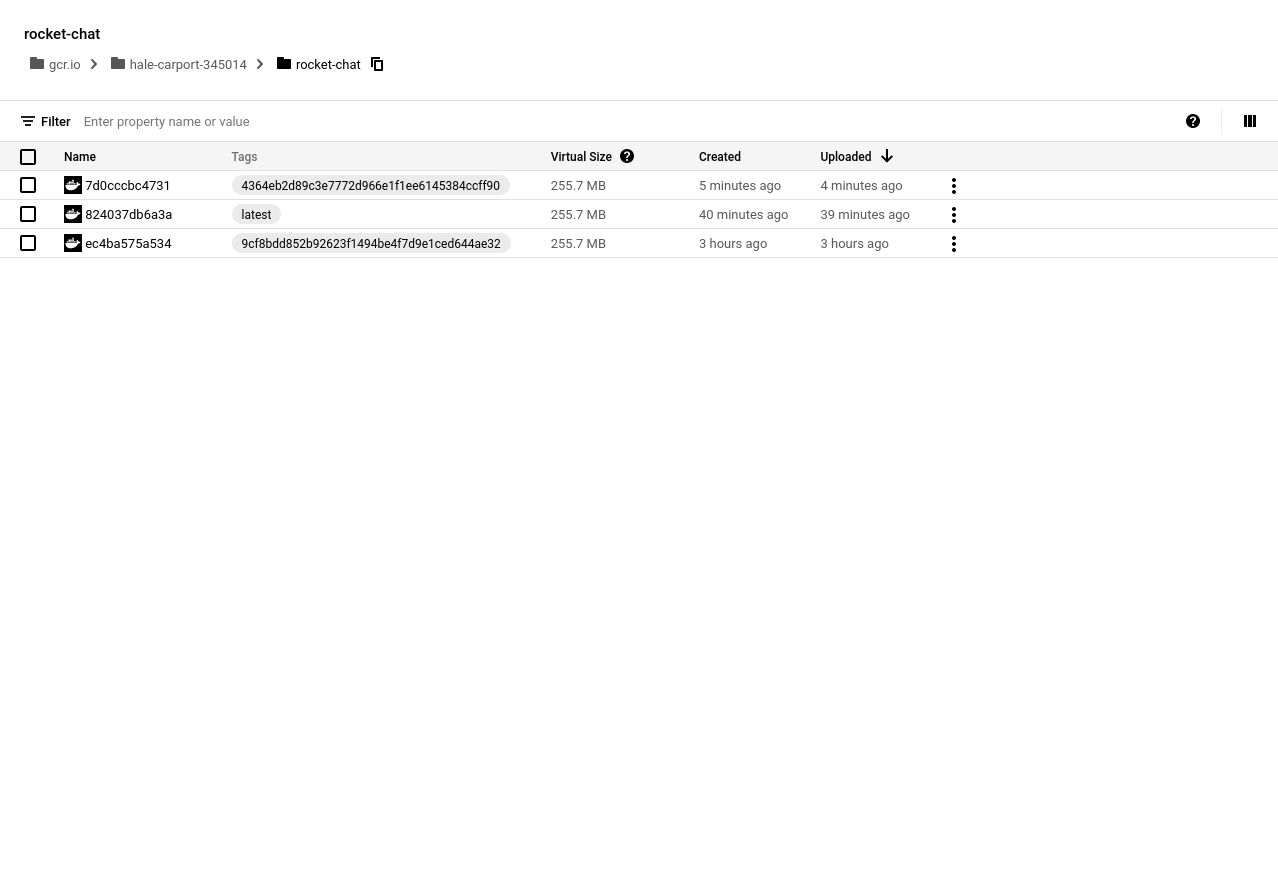 rocket-chat
gcr.io hale-carport-345014 rocket-chat
Filter Enter property name or value
Name Tags Virtual Size Created Uploaded
7d0cccbc4731 4364eb2d89c3e7772d966e1f1ee6145384ccff90 255.7 MB 5 minutes ago 4 minutes ago
824037db6a3a latest 255.7 MB 40 minutes ago 39 minutes ago
ec4ba575a534 9cf8bdd852b92623f1494be4f7d9e1ced644ae32 255.7 MB 3 hours ago 3 hours ago